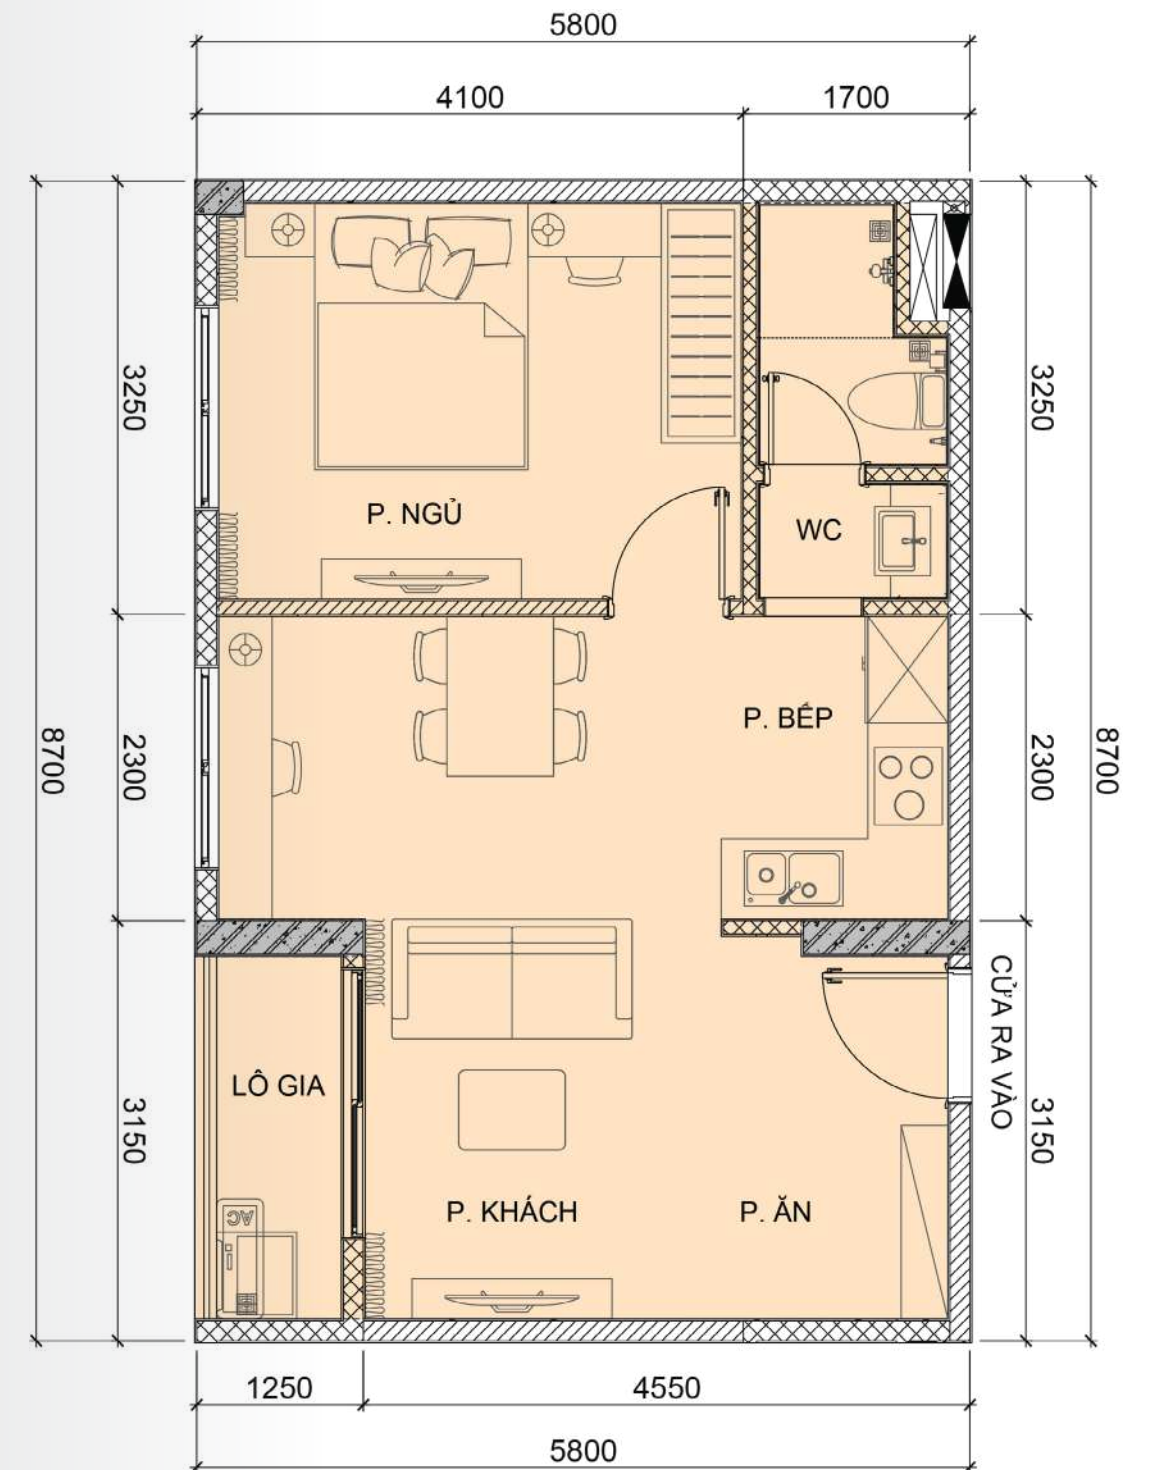 5800
4100
1700
3250
3250
P. NGỦ
WC
P. BẾP
8700
2300
2300
8700
CỬA RA VÀO
LÔ GIA
3150
3150
P. KHÁCH
P. ĂN
AC
1250
4550
5800